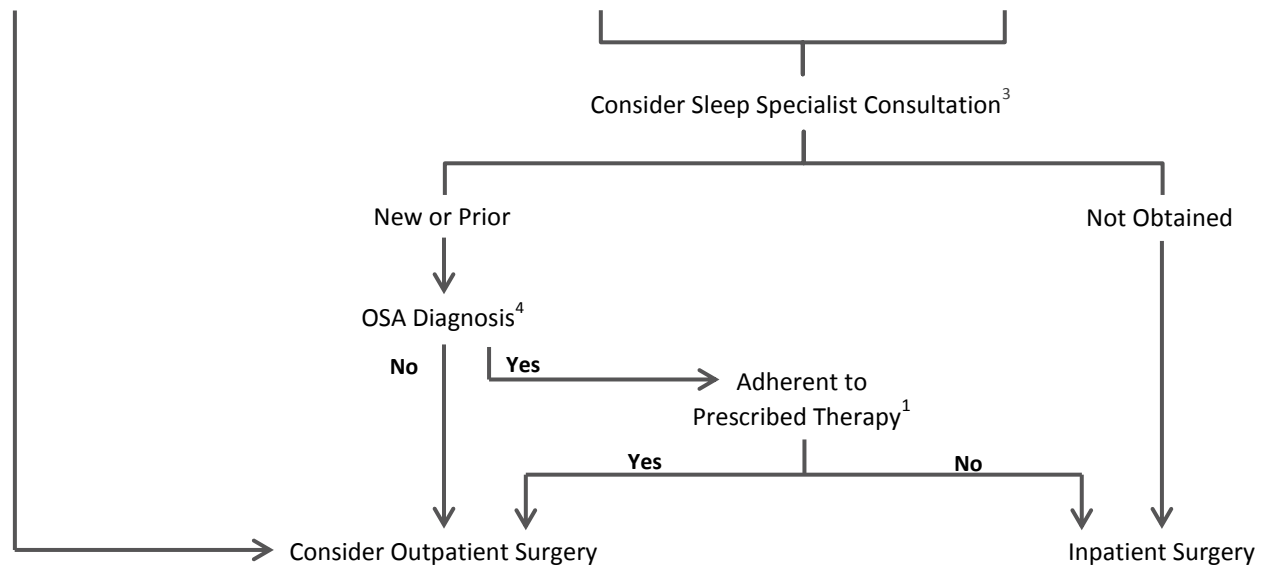 Consider Sleep Specialist Consultation³
New or Prior
Not Obtained
OSA Diagnosis⁴
No
Yes
Adherent to
Prescribed Therapy¹
Yes
No
Consider Outpatient Surgery
Inpatient Surgery